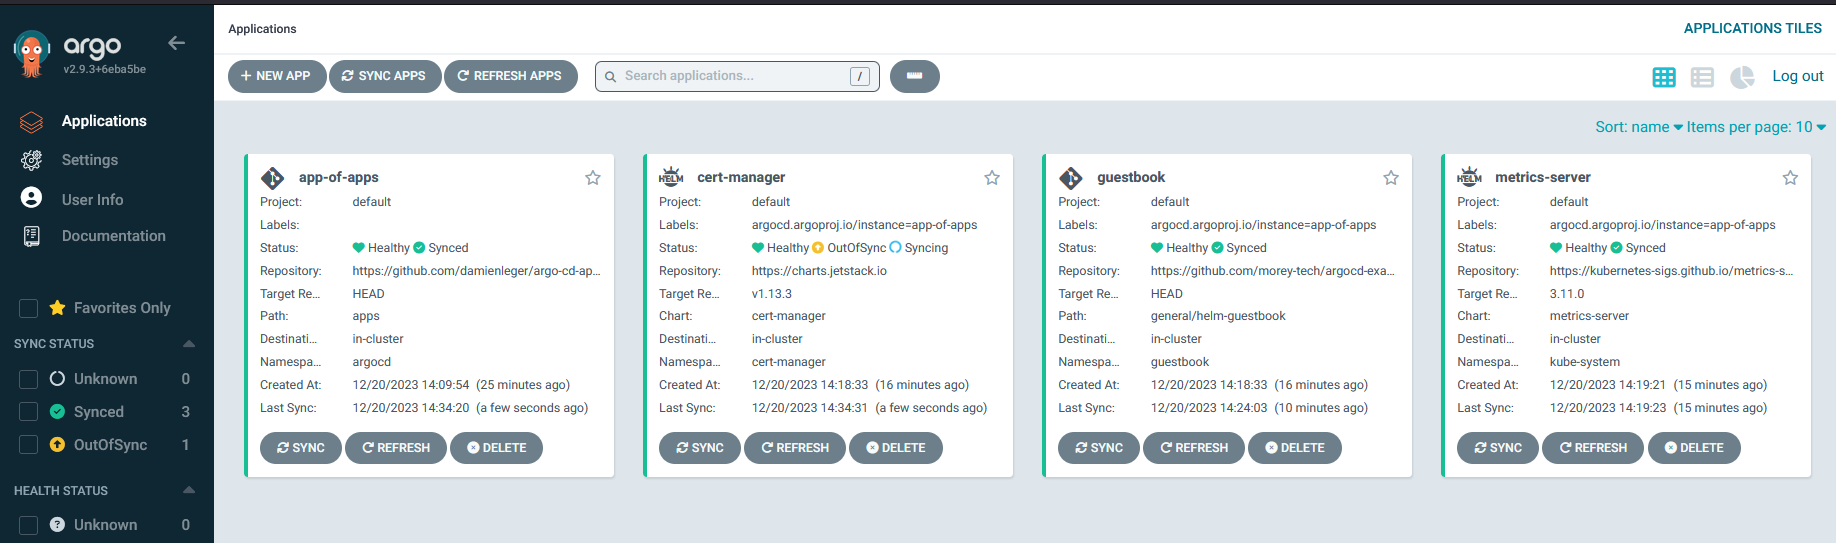 argo
v2.9.3+6eba5be
Applications
Settings
User Info
Documentation
Favorites Only
SYNC STATUS
Unknown 0
Synced 3
OutOfSync 1
HEALTH STATUS
Unknown 0
Applications
APPLICATIONS TILES
NEW APP SYNC APPS REFRESH APPS Search applications... / Log out
Sort: name Items per page: 10
app-of-apps
Project: default
Labels:
Status: Healthy Synced
Repository: https://github.com/damienleger/argo-cd-ap...
Target Re... HEAD
Path: apps
Destinati... in-cluster
Namespa... argocd
Created At: 12/20/2023 14:09:54 (25 minutes ago)
Last Sync: 12/20/2023 14:34:20 (a few seconds ago)
SYNC REFRESH DELETE
HELM cert-manager
Project: default
Labels: argocd.argoproj.io/instance=app-of-apps
Status: Healthy OutOfSync Syncing
Repository: https://charts.jetstack.io
Target Re... v1.13.3
Chart: cert-manager
Destinati... in-cluster
Namespa... cert-manager
Created At: 12/20/2023 14:18:33 (16 minutes ago)
Last Sync: 12/20/2023 14:34:31 (a few seconds ago)
SYNC REFRESH DELETE
guestbook
Project: default
Labels: argocd.argoproj.io/instance=app-of-apps
Status: Healthy Synced
Repository: https://github.com/morey-tech/argocd-exa...
Target Re... HEAD
Path: general/helm-guestbook
Destinati... in-cluster
Namespa... guestbook
Created At: 12/20/2023 14:18:33 (16 minutes ago)
Last Sync: 12/20/2023 14:24:03 (10 minutes ago)
SYNC REFRESH DELETE
HELM metrics-server
Project: default
Labels: argocd.argoproj.io/instance=app-of-apps
Status: Healthy Synced
Repository: https://kubernetes-sigs.github.io/metrics-s...
Target Re... 3.11.0
Chart: metrics-server
Destinati... in-cluster
Namespa... kube-system
Created At: 12/20/2023 14:19:21 (15 minutes ago)
Last Sync: 12/20/2023 14:19:23 (15 minutes ago)
SYNC REFRESH DELETE